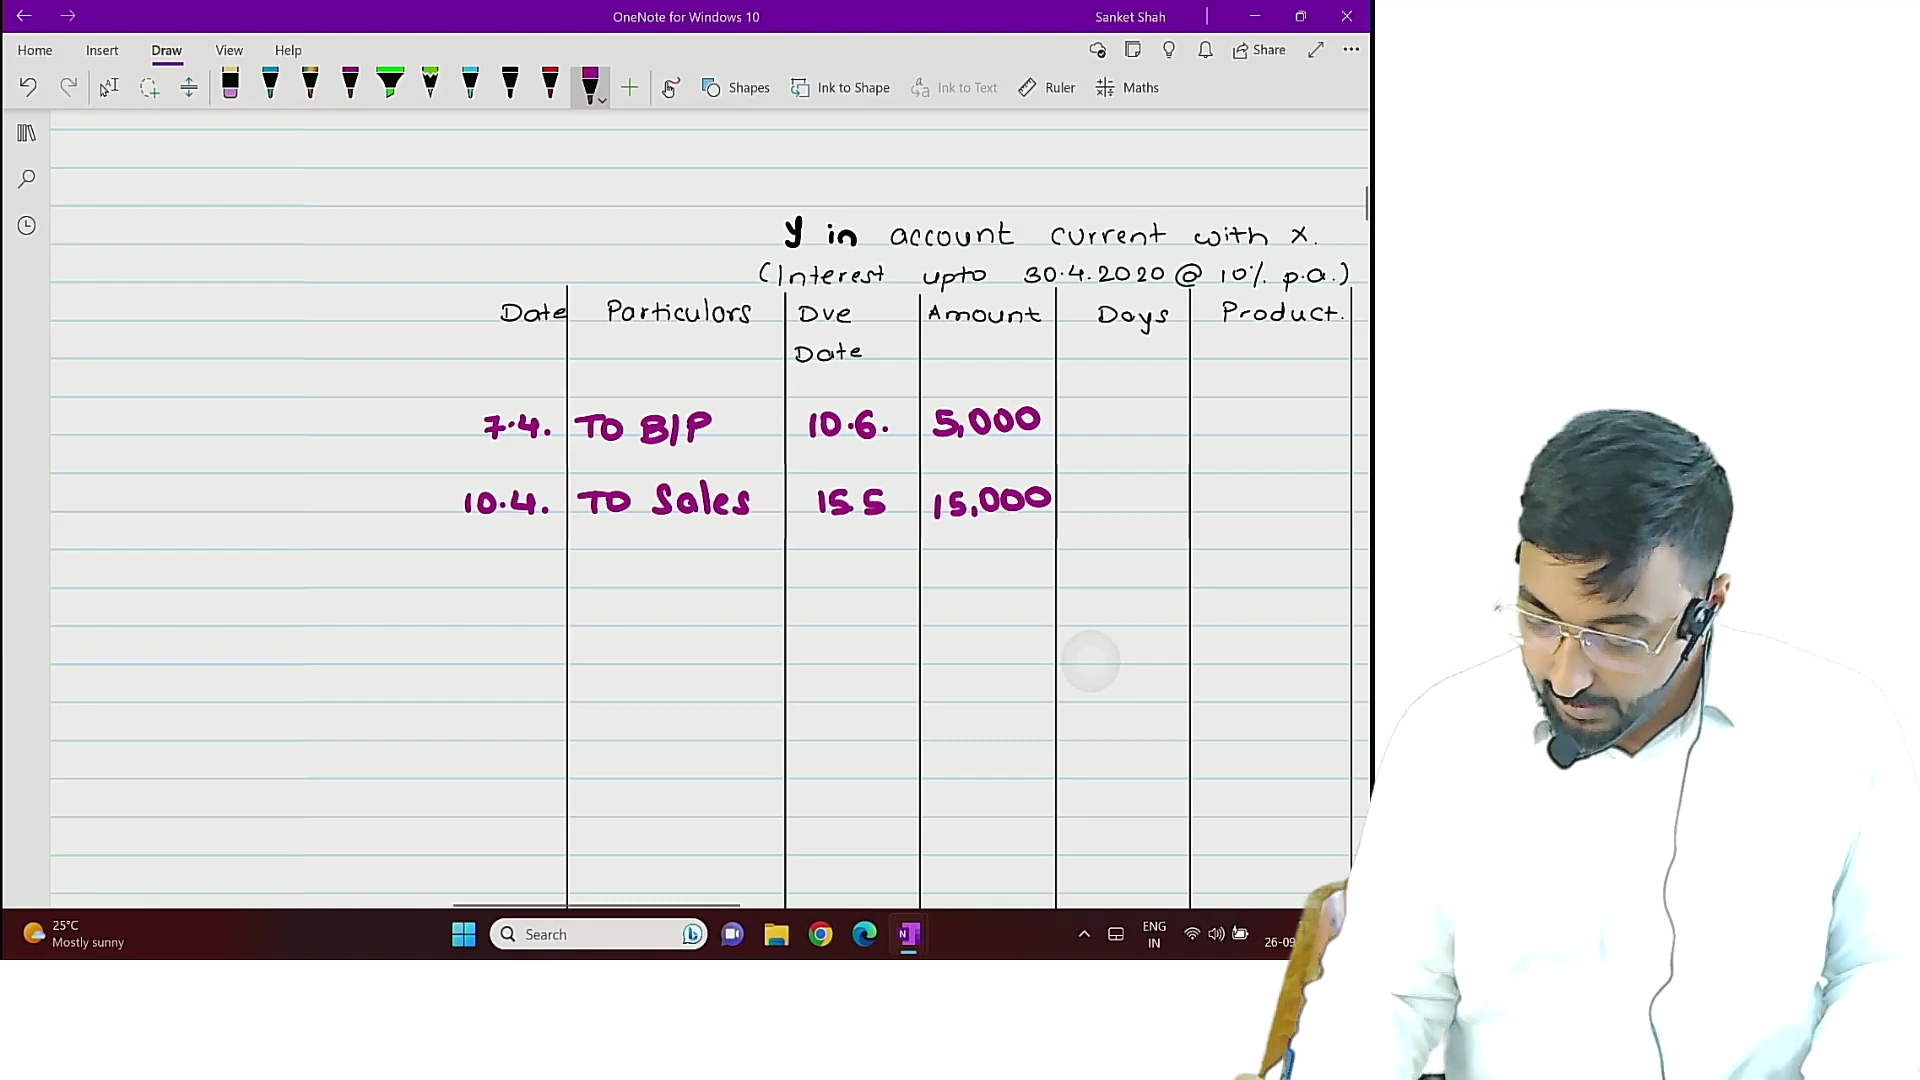 OneNote for Windows 10
Sanket Shah
Home Insert Draw View Help
Share
Shapes Ink to Shape Ink to Text Ruler Maths
y in account current with x.
(Interest upto 30.4.2020 @ 10% p.a.)
Date Particulars Due Date Amount Days Product.
7.4. TO B/P 10.6. 5,000
10.4. TO Sales 15 5 15,000
25°C
Mostly sunny
Search
ENG
IN
26-09